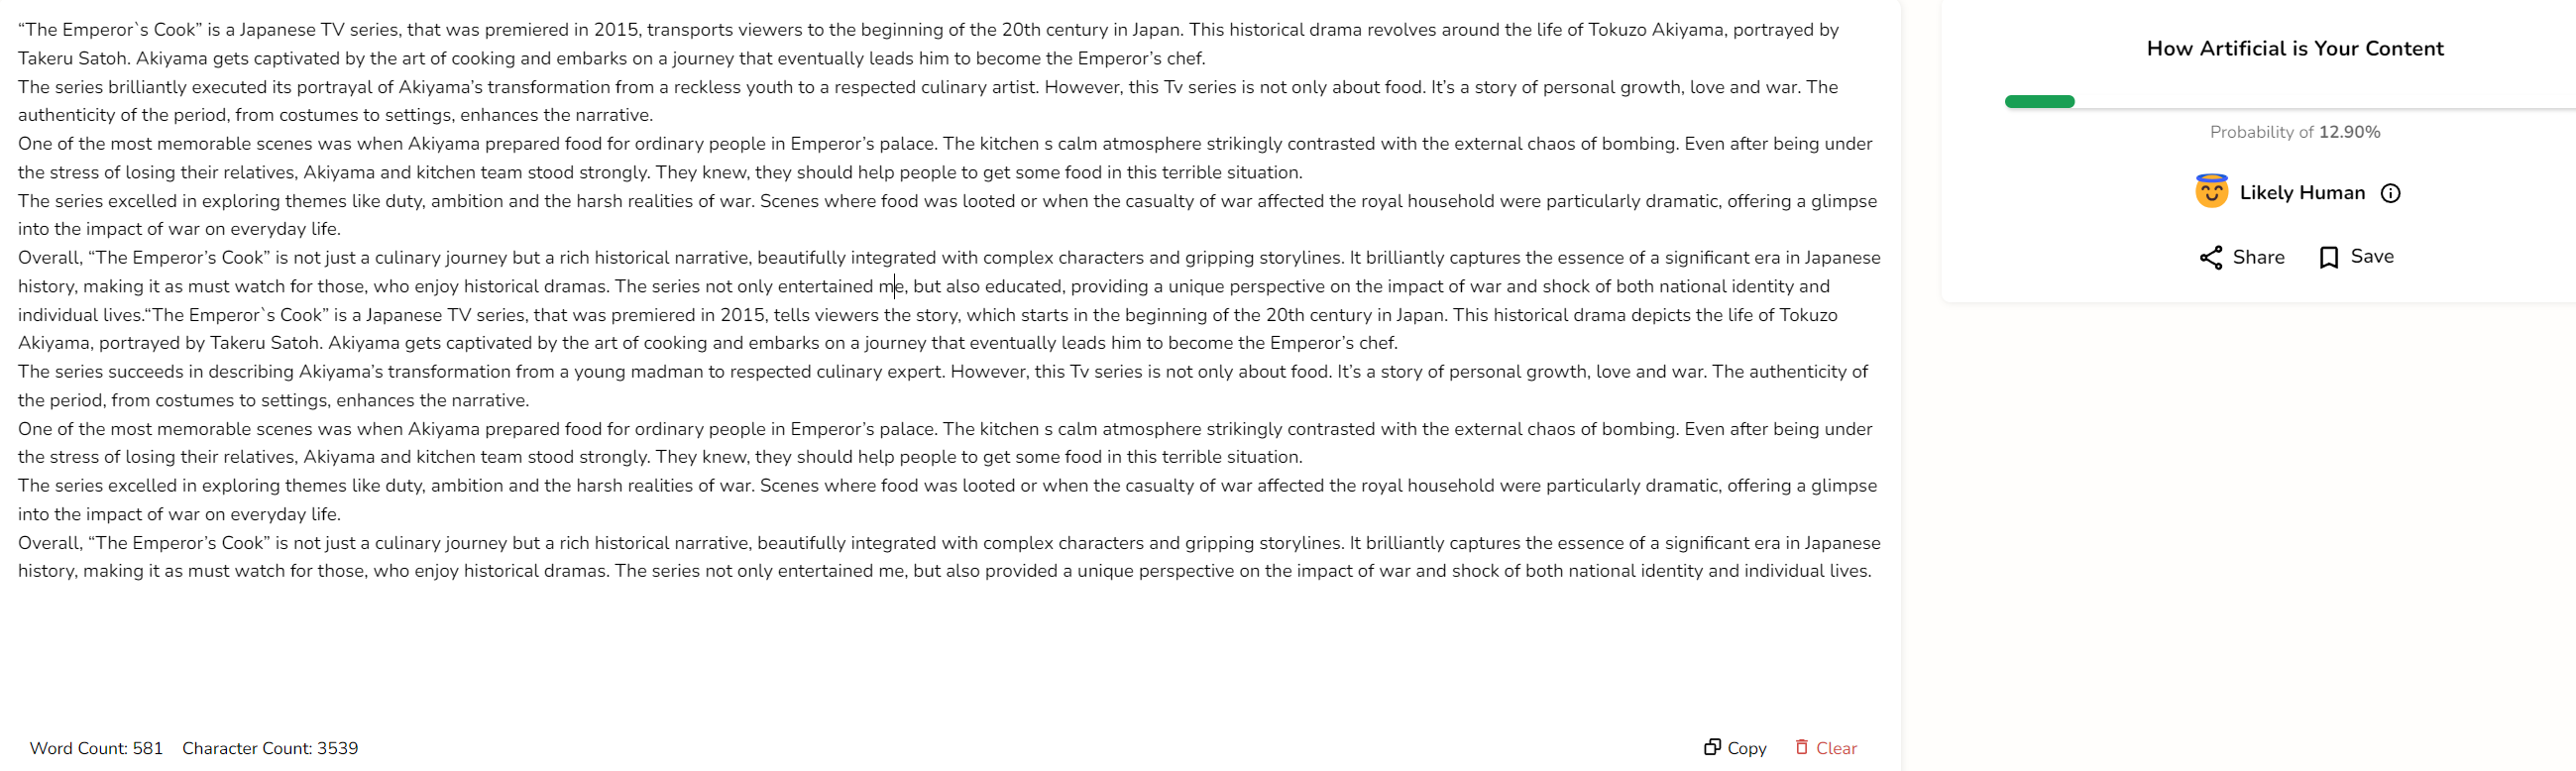 “The Emperor`s Cook” is a Japanese TV series, that was premiered in 2015, transports viewers to the beginning of the 20th century in Japan. This historical drama revolves around the life of Tokuzo Akiyama, portrayed by
Takeru Satoh. Akiyama gets captivated by the art of cooking and embarks on a journey that eventually leads him to become the Emperor’s chef.
The series brilliantly executed its portrayal of Akiyama’s transformation from a reckless youth to a respected culinary artist. However, this Tv series is not only about food. It’s a story of personal growth, love and war. The
authenticity of the period, from costumes to settings, enhances the narrative.
One of the most memorable scenes was when Akiyama prepared food for ordinary people in Emperor’s palace. The kitchen s calm atmosphere strikingly contrasted with the external chaos of bombing. Even after being under
the stress of losing their relatives, Akiyama and kitchen team stood strongly. They knew, they should help people to get some food in this terrible situation.
The series excelled in exploring themes like duty, ambition and the harsh realities of war. Scenes where food was looted or when the casualty of war affected the royal household were particularly dramatic, offering a glimpse
into the impact of war on everyday life.
Overall, “The Emperor’s Cook” is not just a culinary journey but a rich historical narrative, beautifully integrated with complex characters and gripping storylines. It brilliantly captures the essence of a significant era in Japanese
history, making it as must watch for those, who enjoy historical dramas. The series not only entertained me, but also educated, providing a unique perspective on the impact of war and shock of both national identity and
individual lives.“The Emperor`s Cook” is a Japanese TV series, that was premiered in 2015, tells viewers the story, which starts in the beginning of the 20th century in Japan. This historical drama depicts the life of Tokuzo
Akiyama, portrayed by Takeru Satoh. Akiyama gets captivated by the art of cooking and embarks on a journey that eventually leads him to become the Emperor’s chef.
The series succeeds in describing Akiyama’s transformation from a young madman to respected culinary expert. However, this Tv series is not only about food. It’s a story of personal growth, love and war. The authenticity of
the period, from costumes to settings, enhances the narrative.
One of the most memorable scenes was when Akiyama prepared food for ordinary people in Emperor’s palace. The kitchen s calm atmosphere strikingly contrasted with the external chaos of bombing. Even after being under
the stress of losing their relatives, Akiyama and kitchen team stood strongly. They knew, they should help people to get some food in this terrible situation.
The series excelled in exploring themes like duty, ambition and the harsh realities of war. Scenes where food was looted or when the casualty of war affected the royal household were particularly dramatic, offering a glimpse
into the impact of war on everyday life.
Overall, “The Emperor’s Cook” is not just a culinary journey but a rich historical narrative, beautifully integrated with complex characters and gripping storylines. It brilliantly captures the essence of a significant era in Japanese
history, making it as must watch for those, who enjoy historical dramas. The series not only entertained me, but also provided a unique perspective on the impact of war and shock of both national identity and individual lives.
Word Count: 581 Character Count: 3539
Copy Clear
How Artificial is Your Content
Probability of 12.90%
Likely Human
Share Save